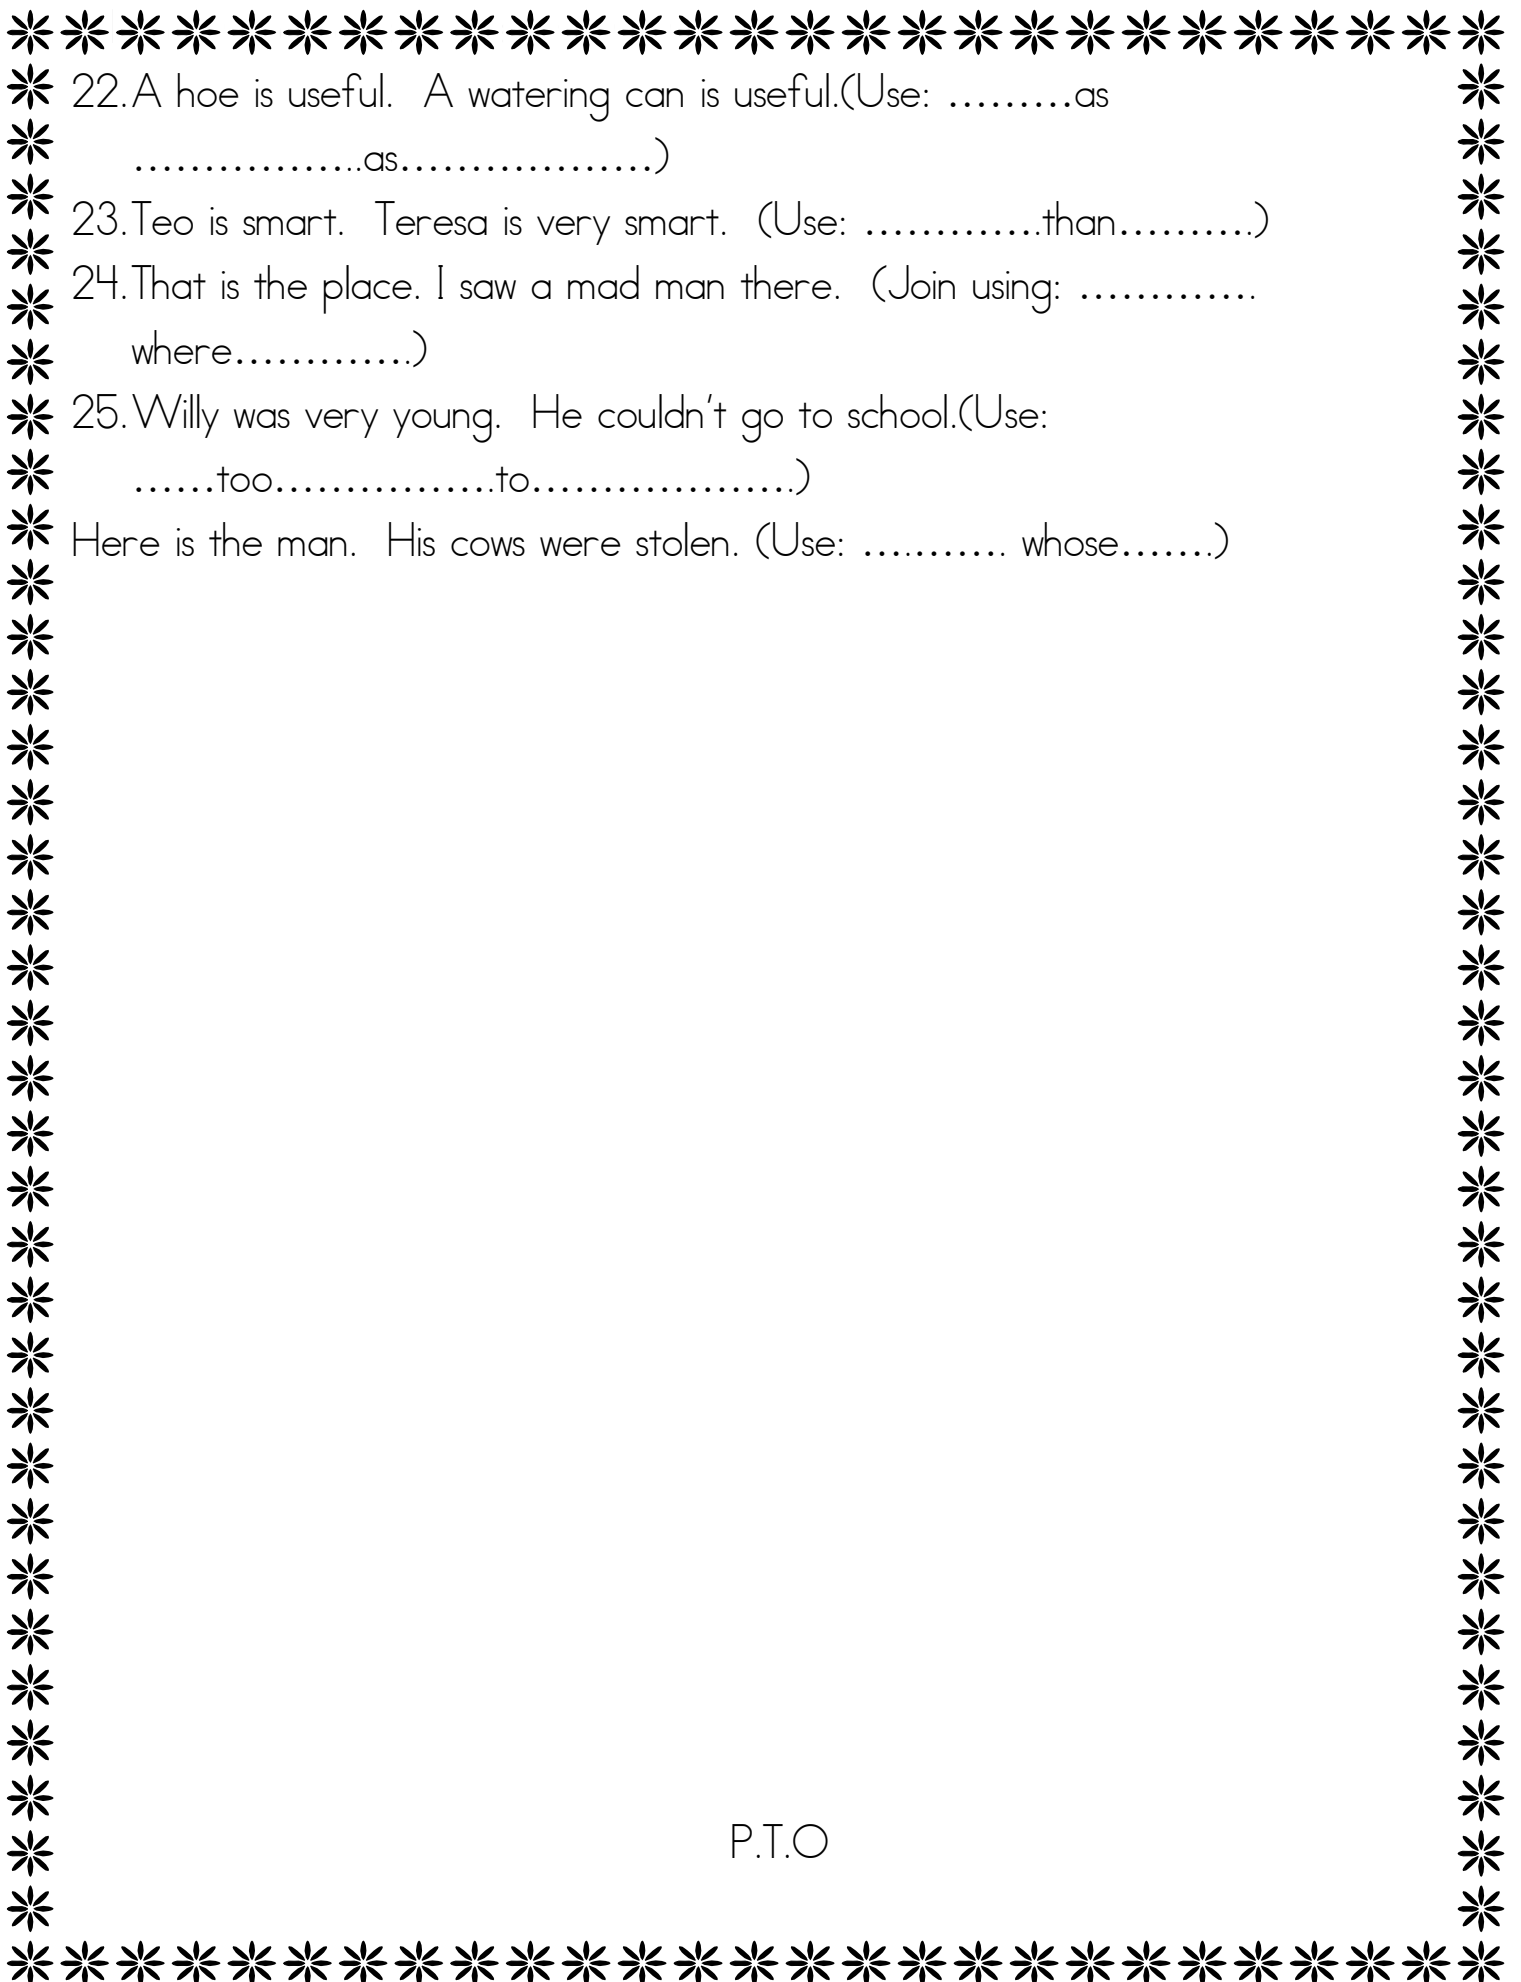 22.A hoe is useful.  A watering can is useful.(Use: ………as
……………..as………………)
23.Teo is smart.  Teresa is very smart.  (Use: ………….than……….)
24.That is the place. I saw a mad man there.  (Join using: ………….
where………….)
25.Willy was very young.  He couldn't go to school.(Use:
……too…………….to……………….)
Here is the man.  His cows were stolen. (Use: ………. whose…….)
P.T.O